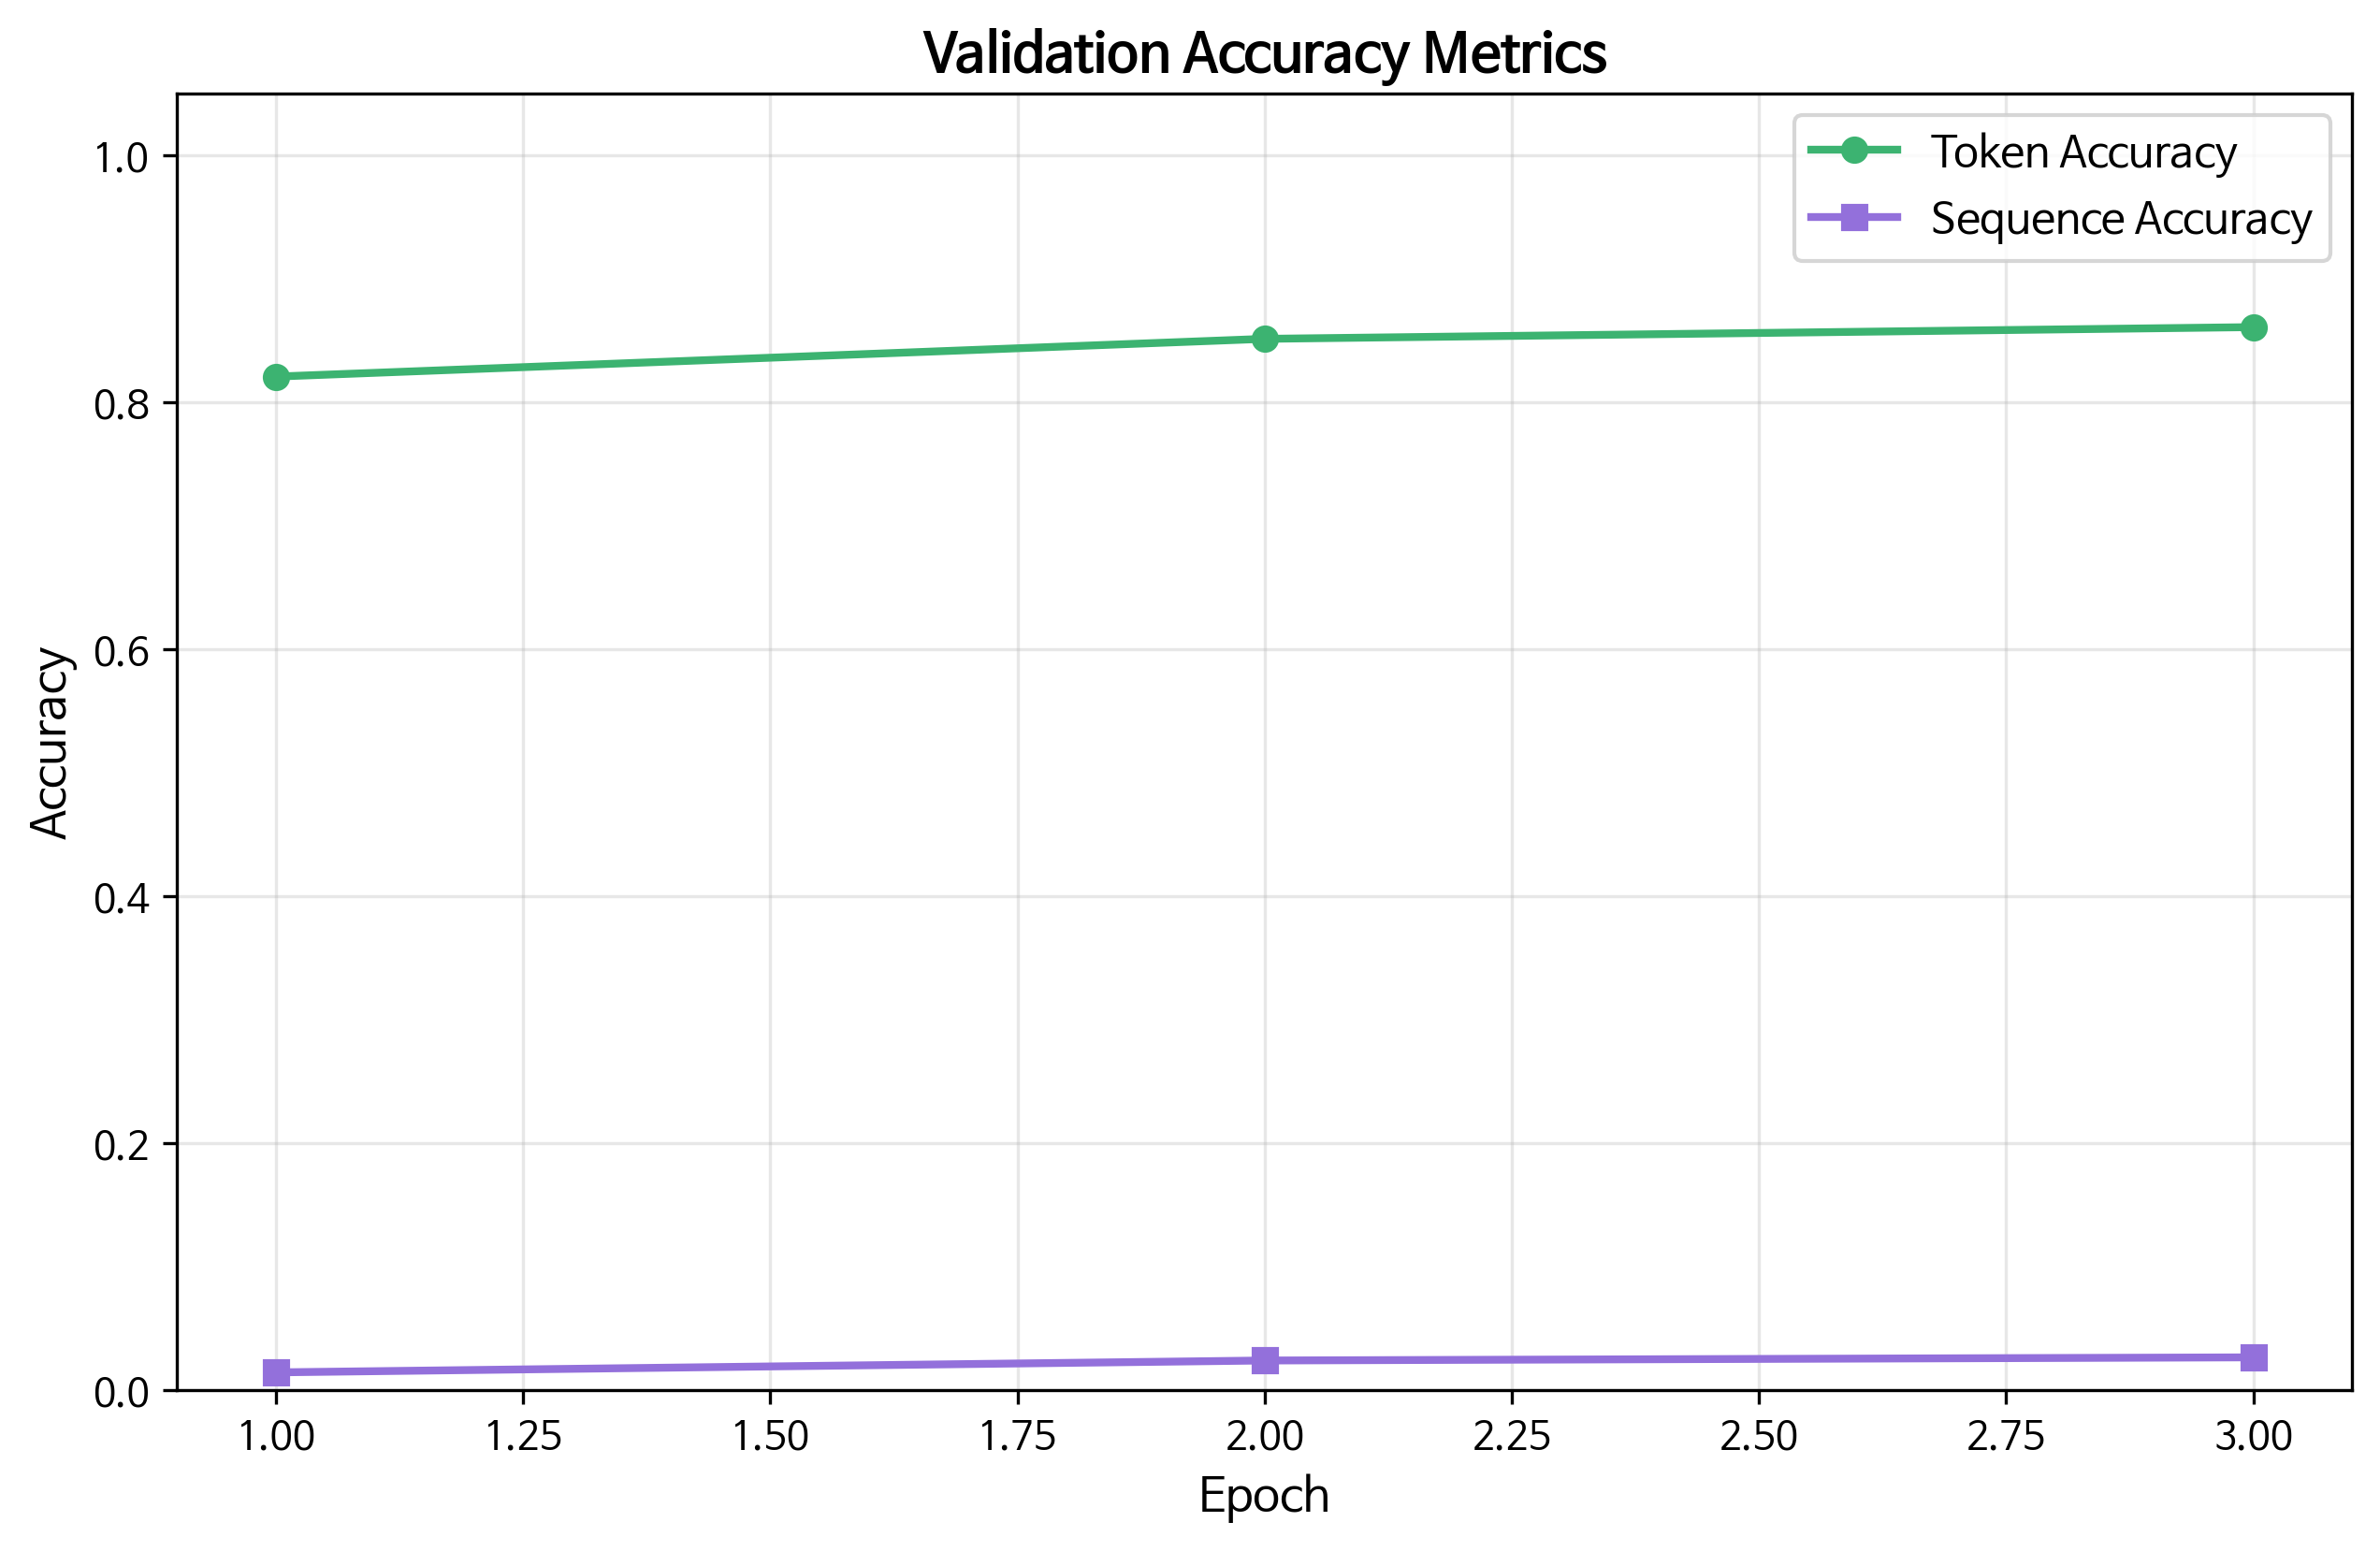 Validation Accuracy Metrics
Token Accuracy
Sequence Accuracy
1.0
0.8
0.6
0.4
0.2
0.0
Accuracy
1.00 1.25 1.50 1.75 2.00 2.25 2.50 2.75 3.00
Epoch